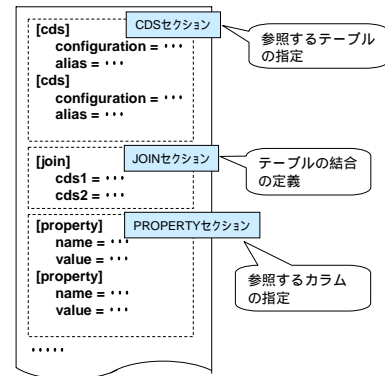 [cds]
configuration = ･･･
alias = ･･･
[cds]
configuration = ･･･
alias = ･･･
CDSセクション
参照するテーブル
の指定
[join]
cds1 = ･･･
cds2 = ･･･
JOINセクション
テーブルの結合
の定義
[property]
name = ･･･
value = ･･･
[property]
name = ･･･
value = ･･･
PROPERTYセクション
参照するカラム
の指定
･････